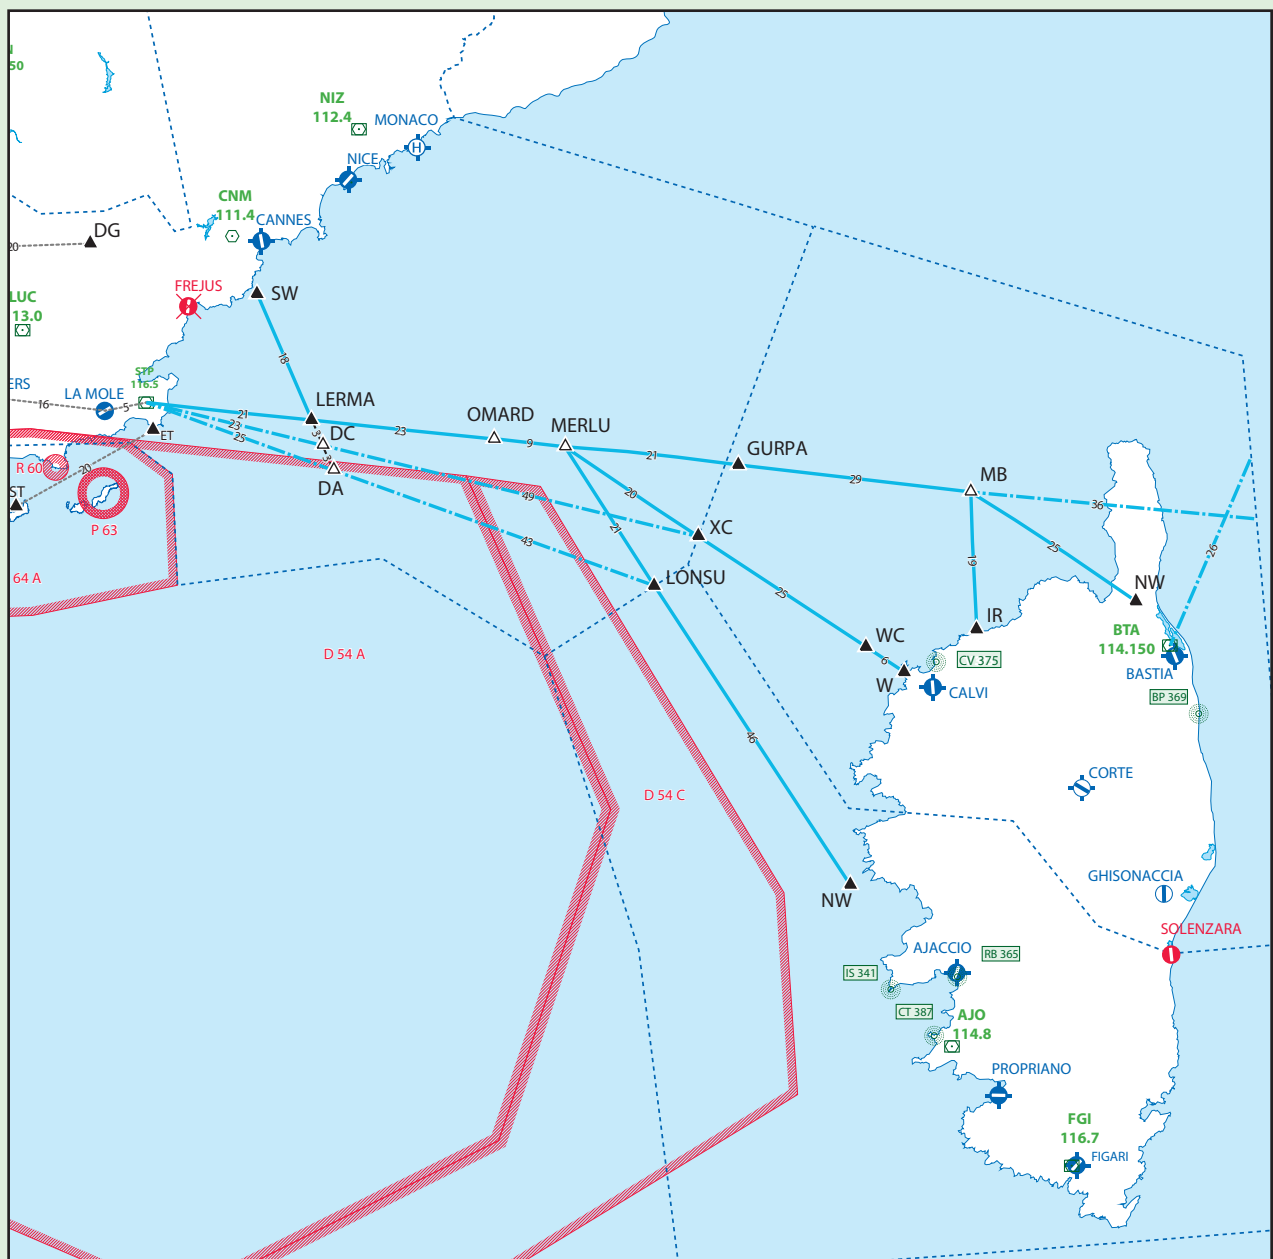 50
NIZ
112.4
MONACO
NICE
CNM
111.4
CANNES
DG
20
FREJUS
SW
LUC
13.0
18
STP
116.5
ERS
LA MOLE
16
5
LERMA
21
23
25
ET
DC
3
3
DA
23
OMARD
9
MERLU
21
GURPA
29
MB
36
R 60
20
ST
P 63
49
20
21
XC
43
LONSU
25
19
25
26
NW
IR
BTA
114.150
64 A
D 54 A
WC
6
W
CV 375
CALVI
BASTIA
BP 369
46
D 54 C
CORTE
NW
GHISONACCIA
SOLENZARA
AJACCIO
RB 365
IS 341
CT 387
AJO
114.8
PROPRIANO
FGI
116.7
FIGARI
H